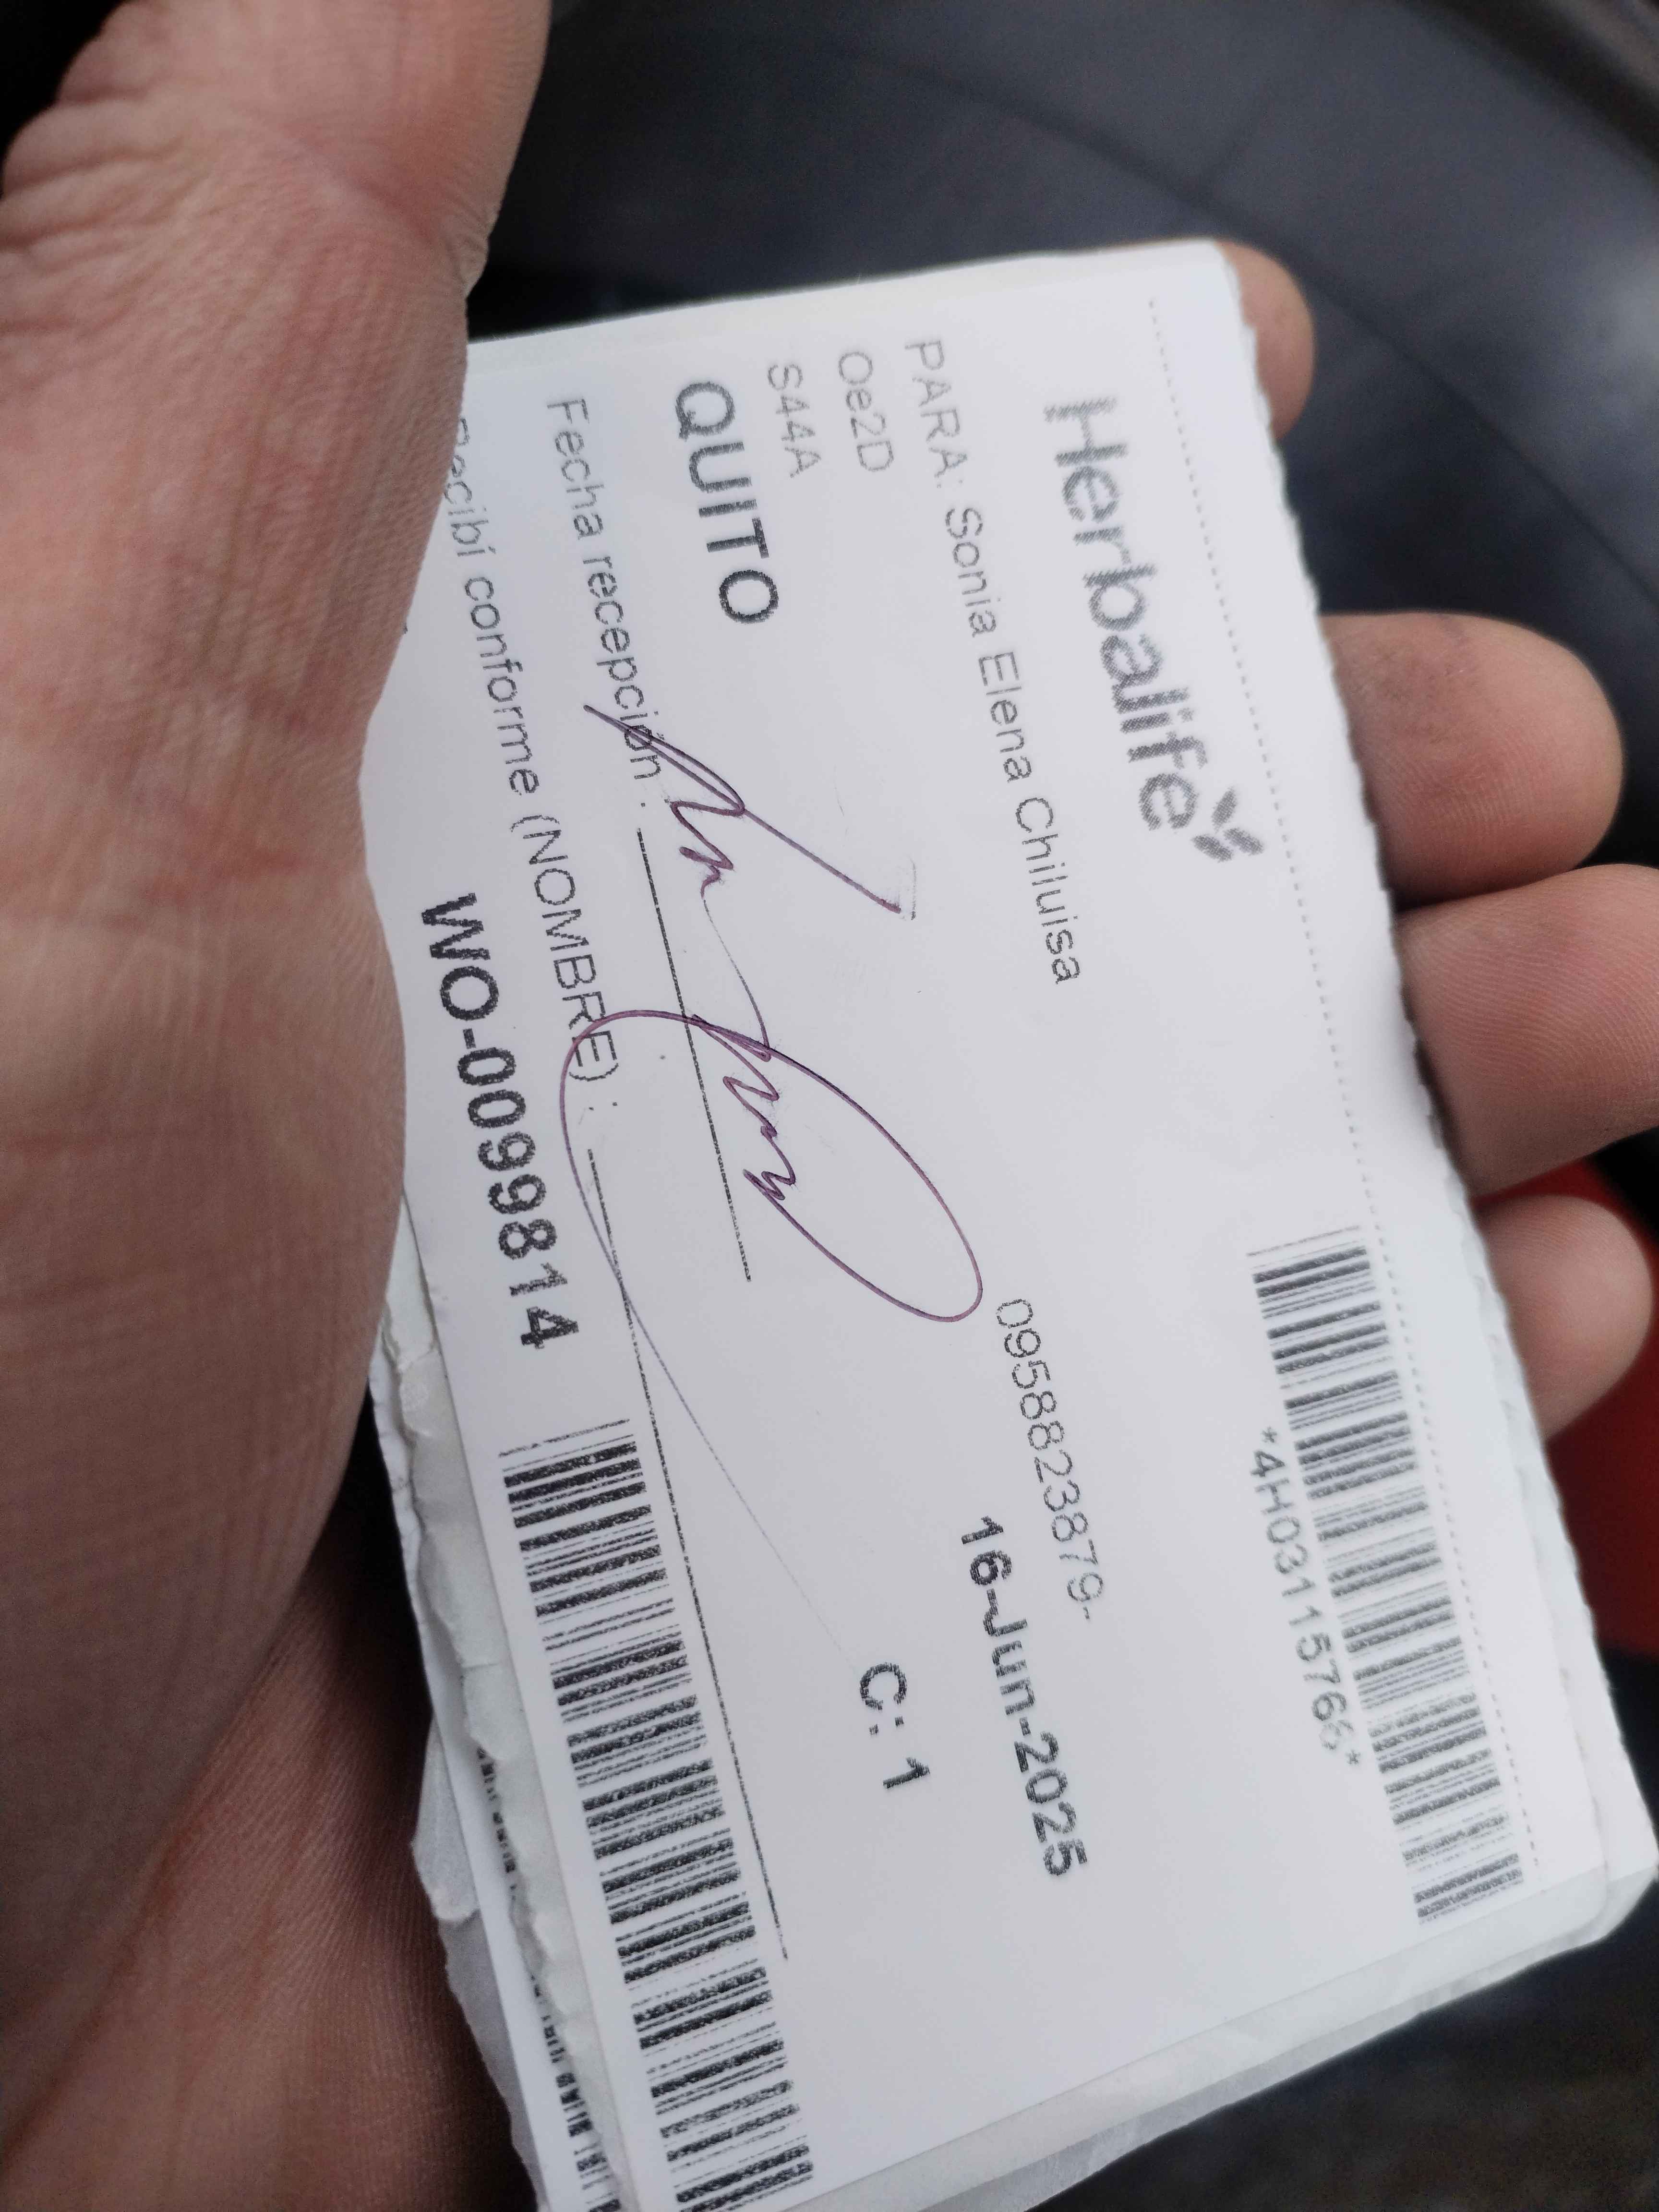 Herbalife
*4H03115766*
PARA: Sonia Elena Chiluisa
0958823879-
Oe2D
16-Jun-2025
S44A
QUITO
C: 1
Fecha recepción :
Recibí conforme (NOMBRE) :
WO-0099814